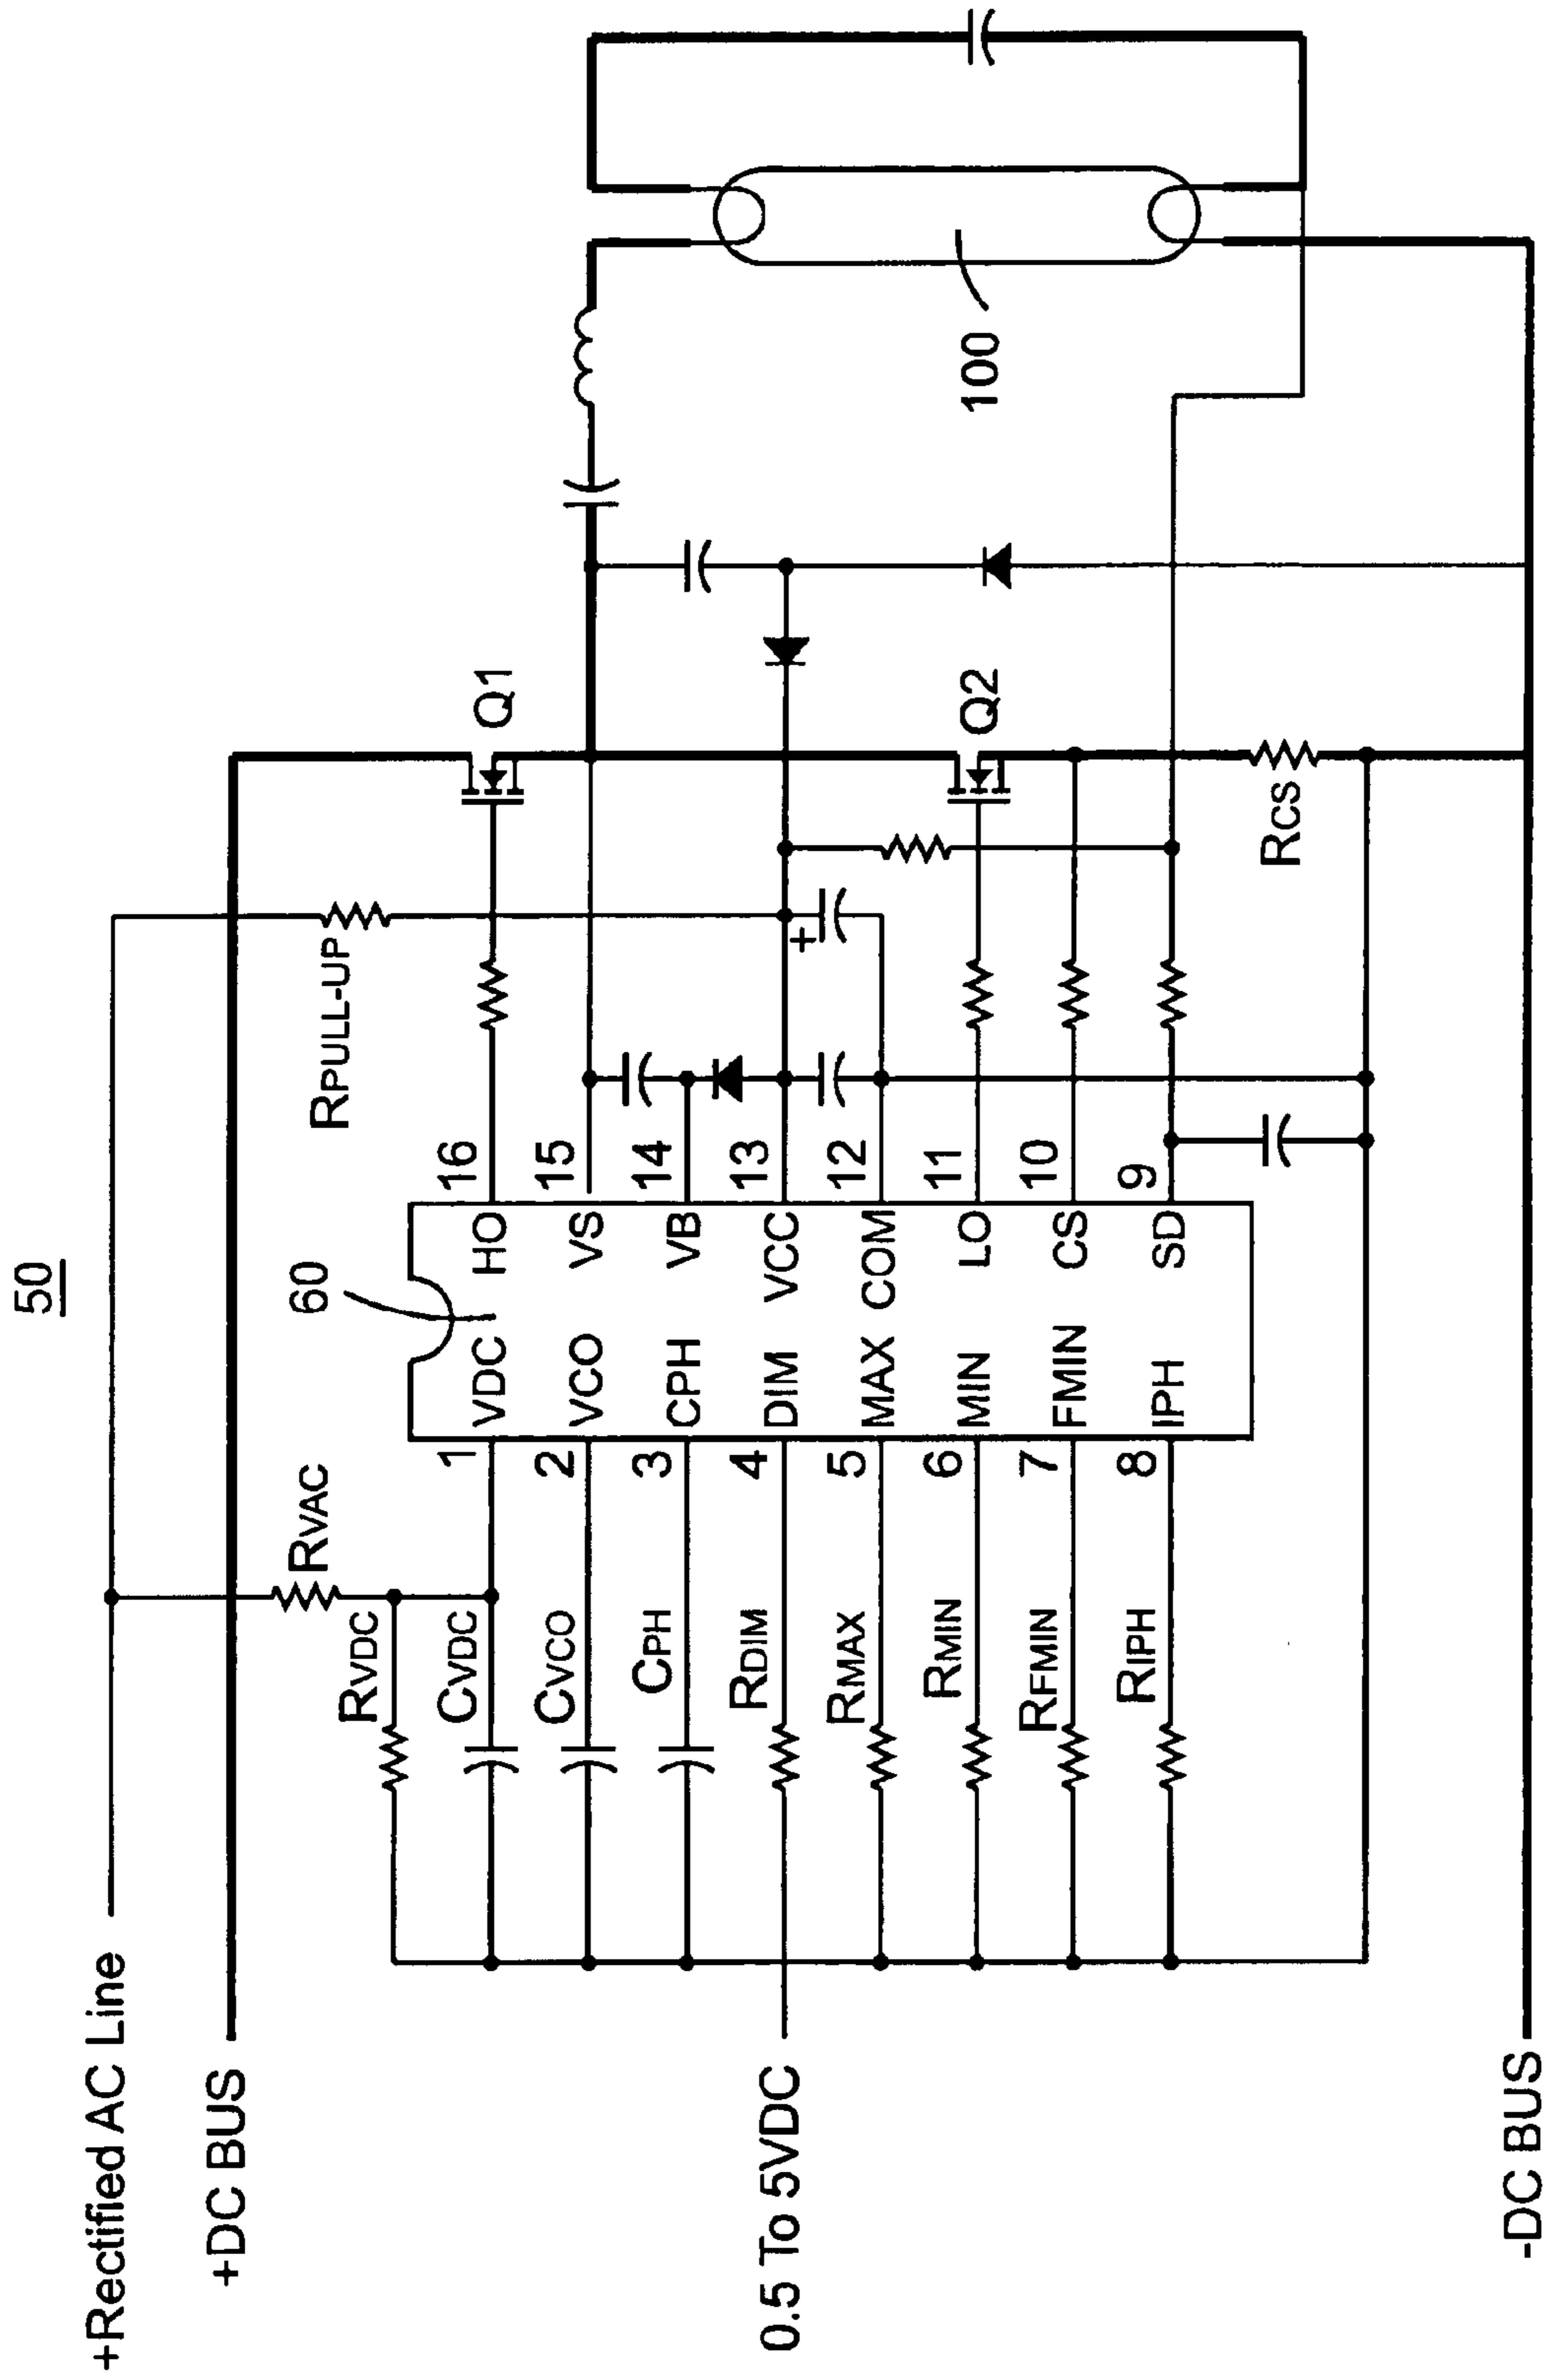 50
+Rectified AC Line
+DC BUS
0.5 To 5VDC
-DC BUS
RVAC
RVDC
CVDC
CVCO
CPH
RDIM
RMAX
RMIN
RFMIN
RIPH
1
2
3
4
5
6
7
8
60
VDC
VCO
CPH
DIM
MAX
MIN
FMIN
IPH
HO
VS
VB
VCC
COM
LO
CS
SD
16
15
14
13
12
11
10
9
RPULL-UP
+
Q1
Q2
RCS
100